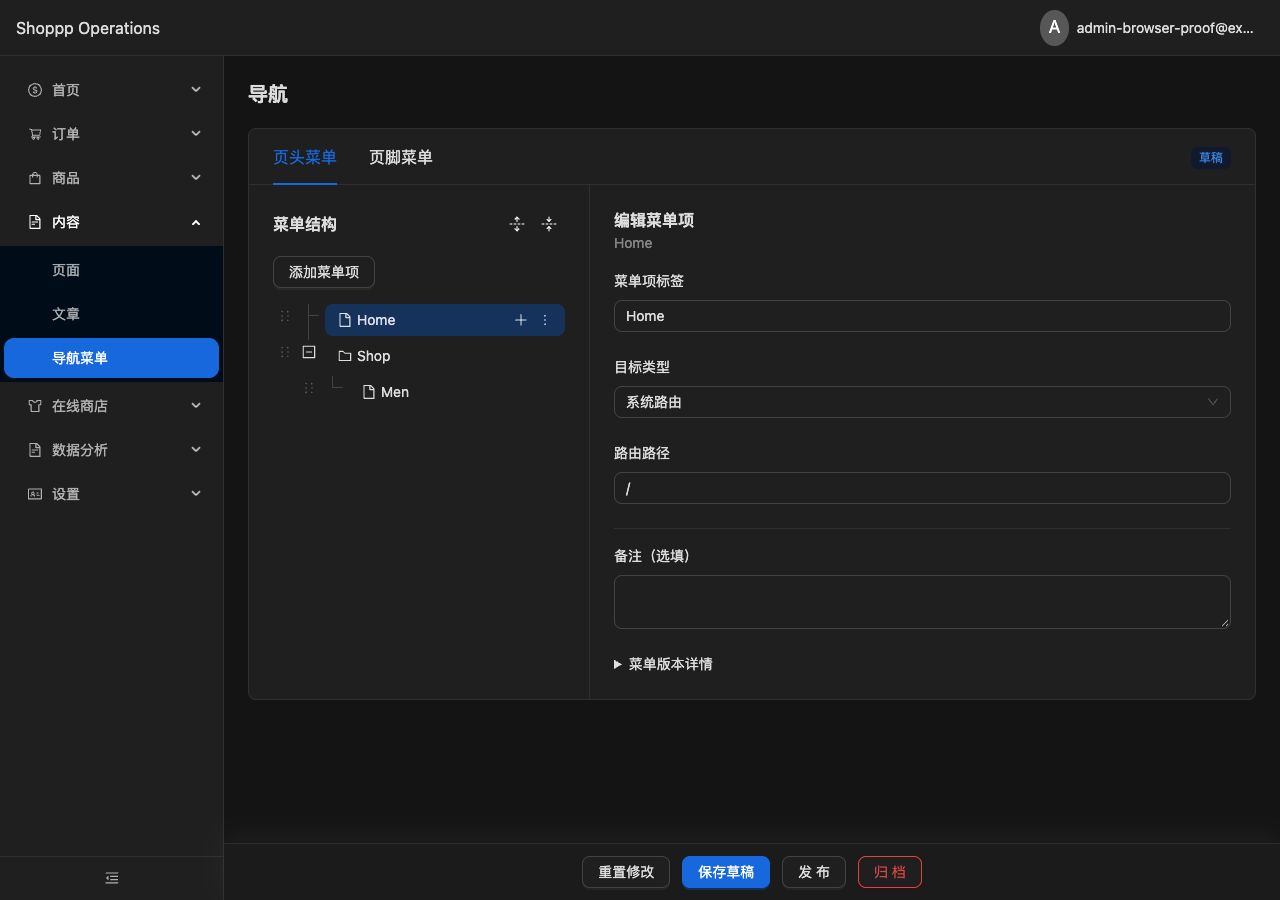 Shoppp Operations
A
admin-browser-proof@ex...
首页
订单
商品
内容
页面
文章
导航菜单
在线商店
数据分析
设置
导航
页头菜单
页脚菜单
草稿
菜单结构
添加菜单项
Home
Shop
Men
编辑菜单项
Home
菜单项标签
Home
目标类型
系统路由
路由路径
/
备注（选填）
菜单版本详情
重置修改
保存草稿
发 布
归 档